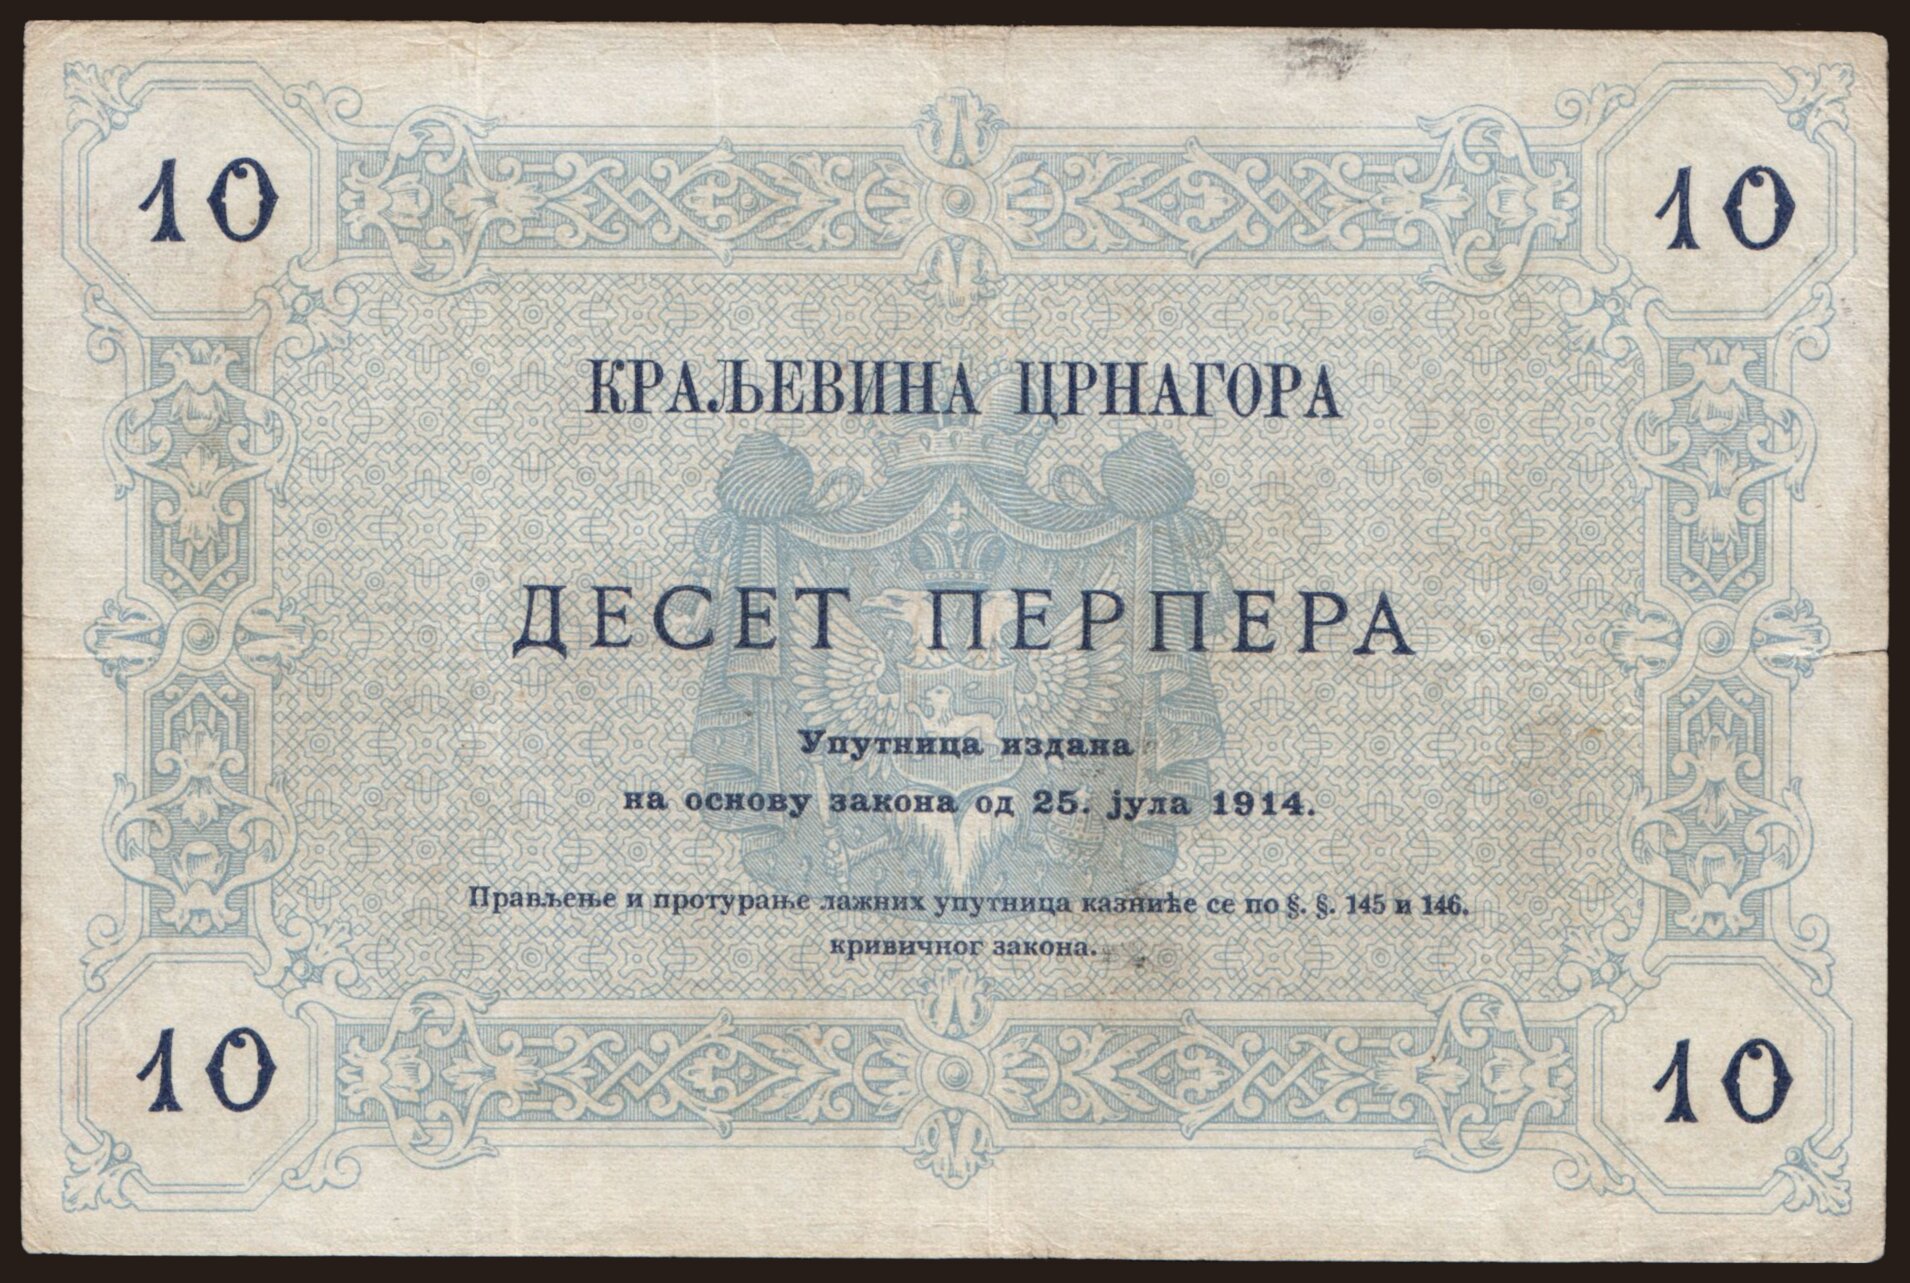 10 10
КРАЉЕВИНА ЦРНАГОРА
ДЕСЕТ ПЕРПЕРА
Упутница издана
на основу закона од 25. јула 1914.
Прављење и протурање лажних упутница казниће се по §. §. 145 и 146.
кривичног закона.
10 10